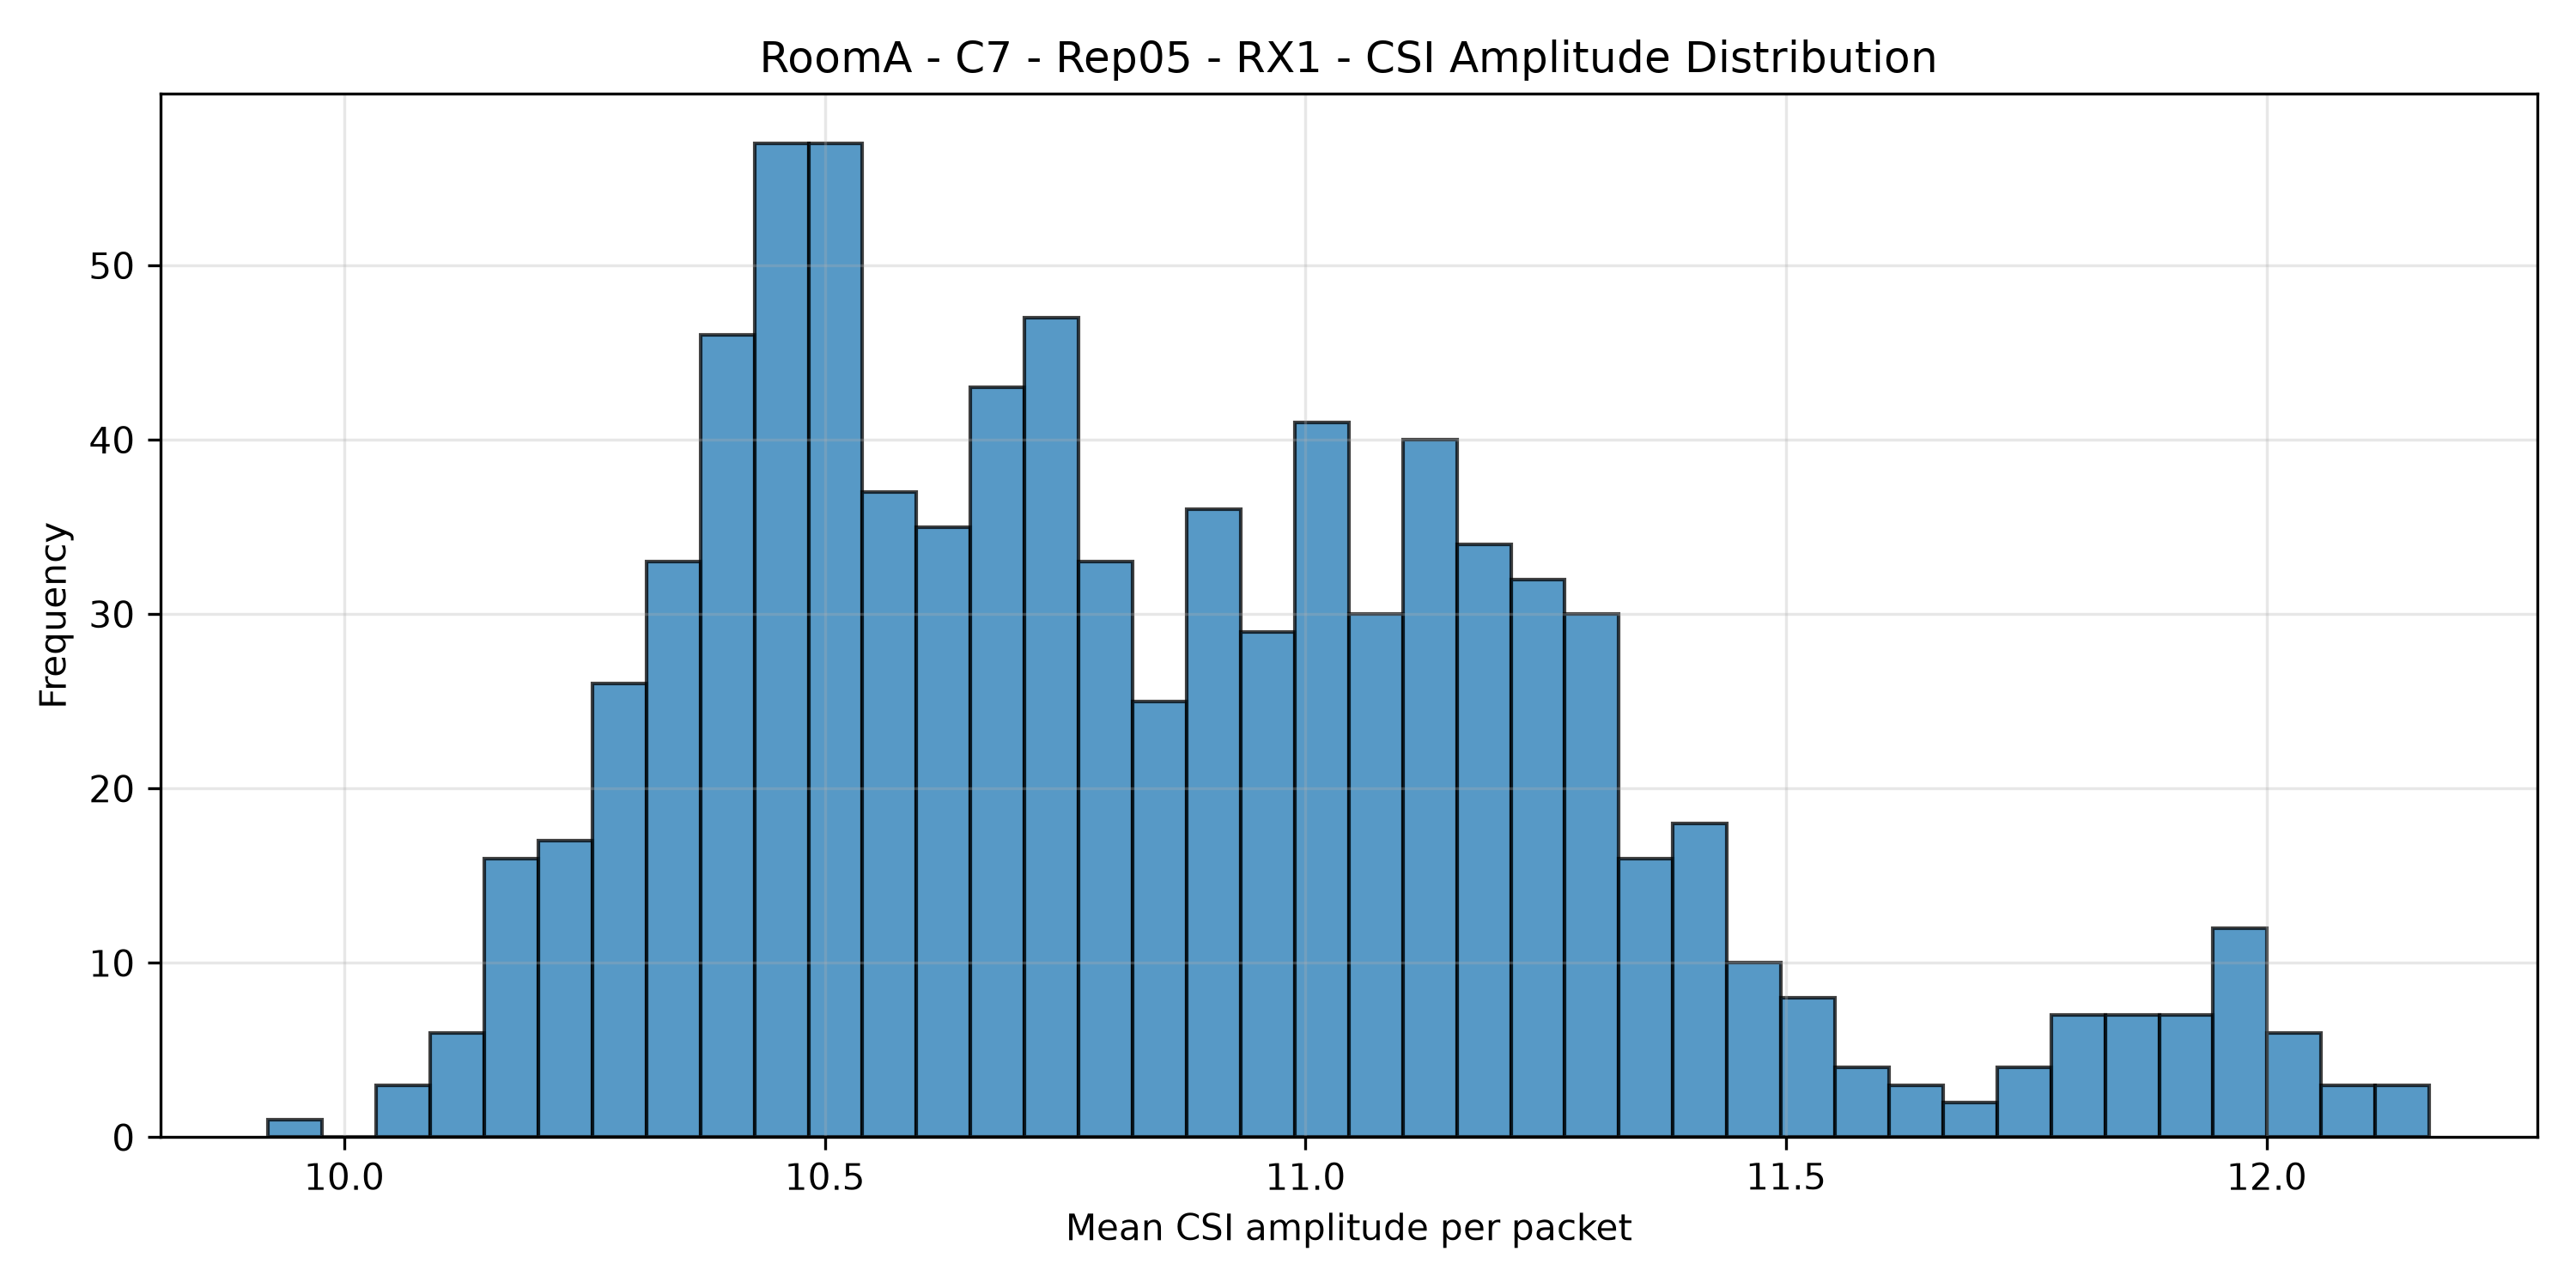 RoomA - C7 - Rep05 - RX1 - CSI Amplitude Distribution
Frequency
50
40
30
20
10
0
10.0 10.5 11.0 11.5 12.0
Mean CSI amplitude per packet